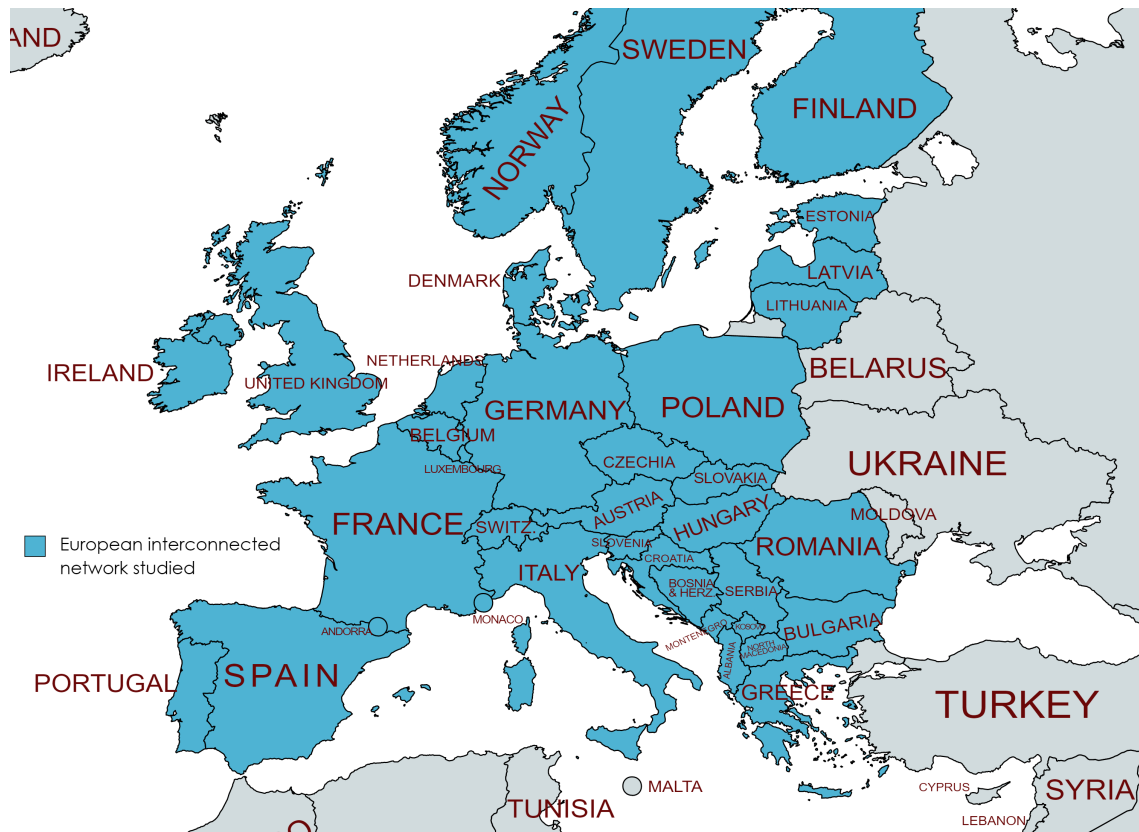 AND
SWEDEN
FINLAND
NORWAY
ESTONIA
LATVIA
DENMARK
LITHUANIA
NETHERLANDS
BELARUS
IRELAND
UNITED KINGDOM
GERMANY
POLAND
BELGIUM
CZECHIA
UKRAINE
LUXEMBOURG
SLOVAKIA
AUSTRIA
HUNGARY
MOLDOVA
FRANCE
SWITZ.
SLOVENIA
ROMANIA
European interconnected
network studied
CROATIA
ITALY
BOSNIA
& HERZ.
SERBIA
MONACO
ANDORRA
MONTENEGRO
KOSOVO
BULGARIA
NORTH
MACEDONIA
ALBANIA
PORTUGAL
SPAIN
GREECE
TURKEY
MALTA
CYPRUS
SYRIA
TUNISIA
LEBANON
O